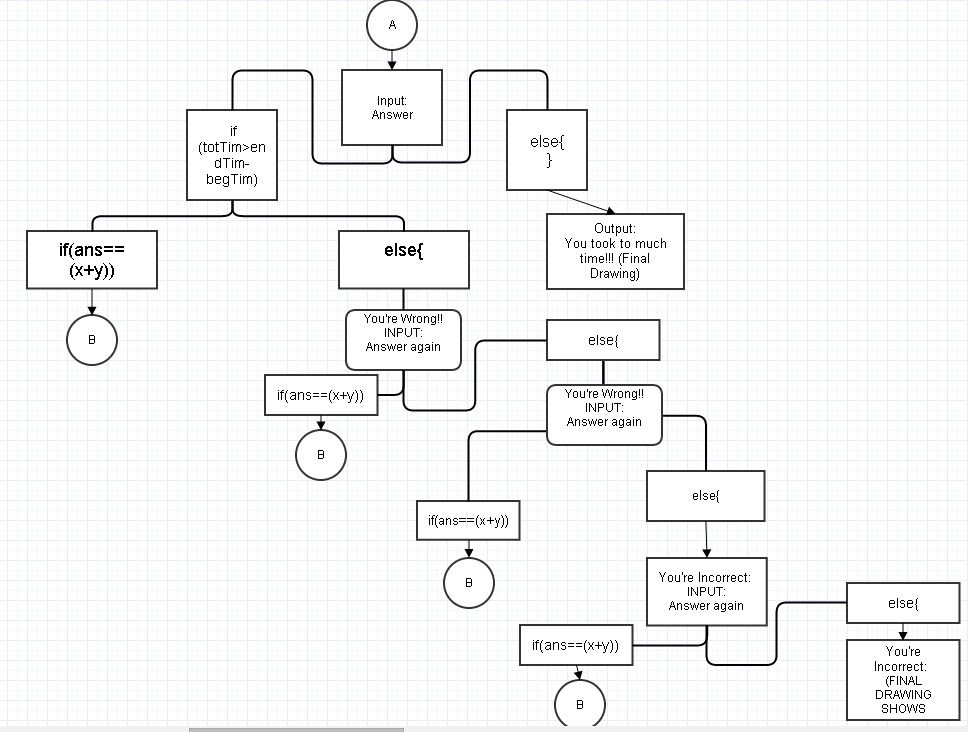 A
Input:
Answer
if
(totTim>en
dTim-
begTim)
else{
}
Output:
You took to much
time!!! (Final
Drawing)
if(ans==
(x+y))
else{
B
You're Wrong!!
INPUT:
Answer again
else{
if(ans==(x+y))
You're Wrong!!
INPUT:
Answer again
B
else{
if(ans==(x+y))
B
You're Incorrect:
INPUT:
Answer again
else{
if(ans==(x+y))
You're
Incorrect:
(FINAL
DRAWING
SHOWS
B